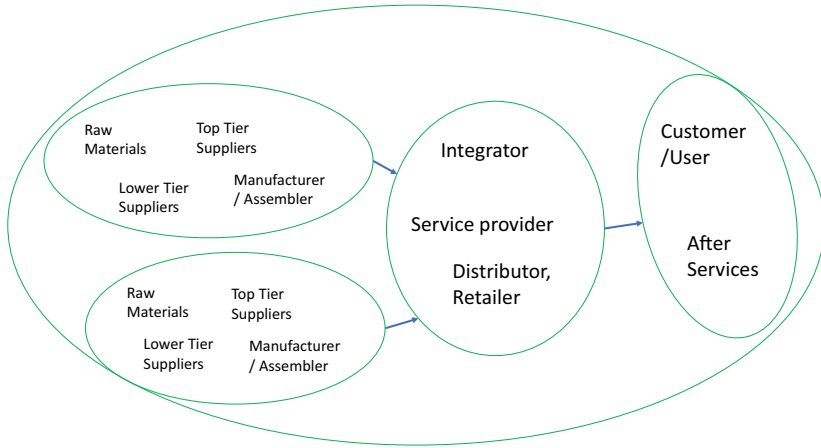 Raw
Materials
Top Tier
Suppliers
Lower Tier
Suppliers
Manufacturer
/ Assembler
Raw
Materials
Top Tier
Suppliers
Lower Tier
Suppliers
Manufacturer
/ Assembler
Integrator
Service provider
Distributor,
Retailer
Customer
/User
After
Services